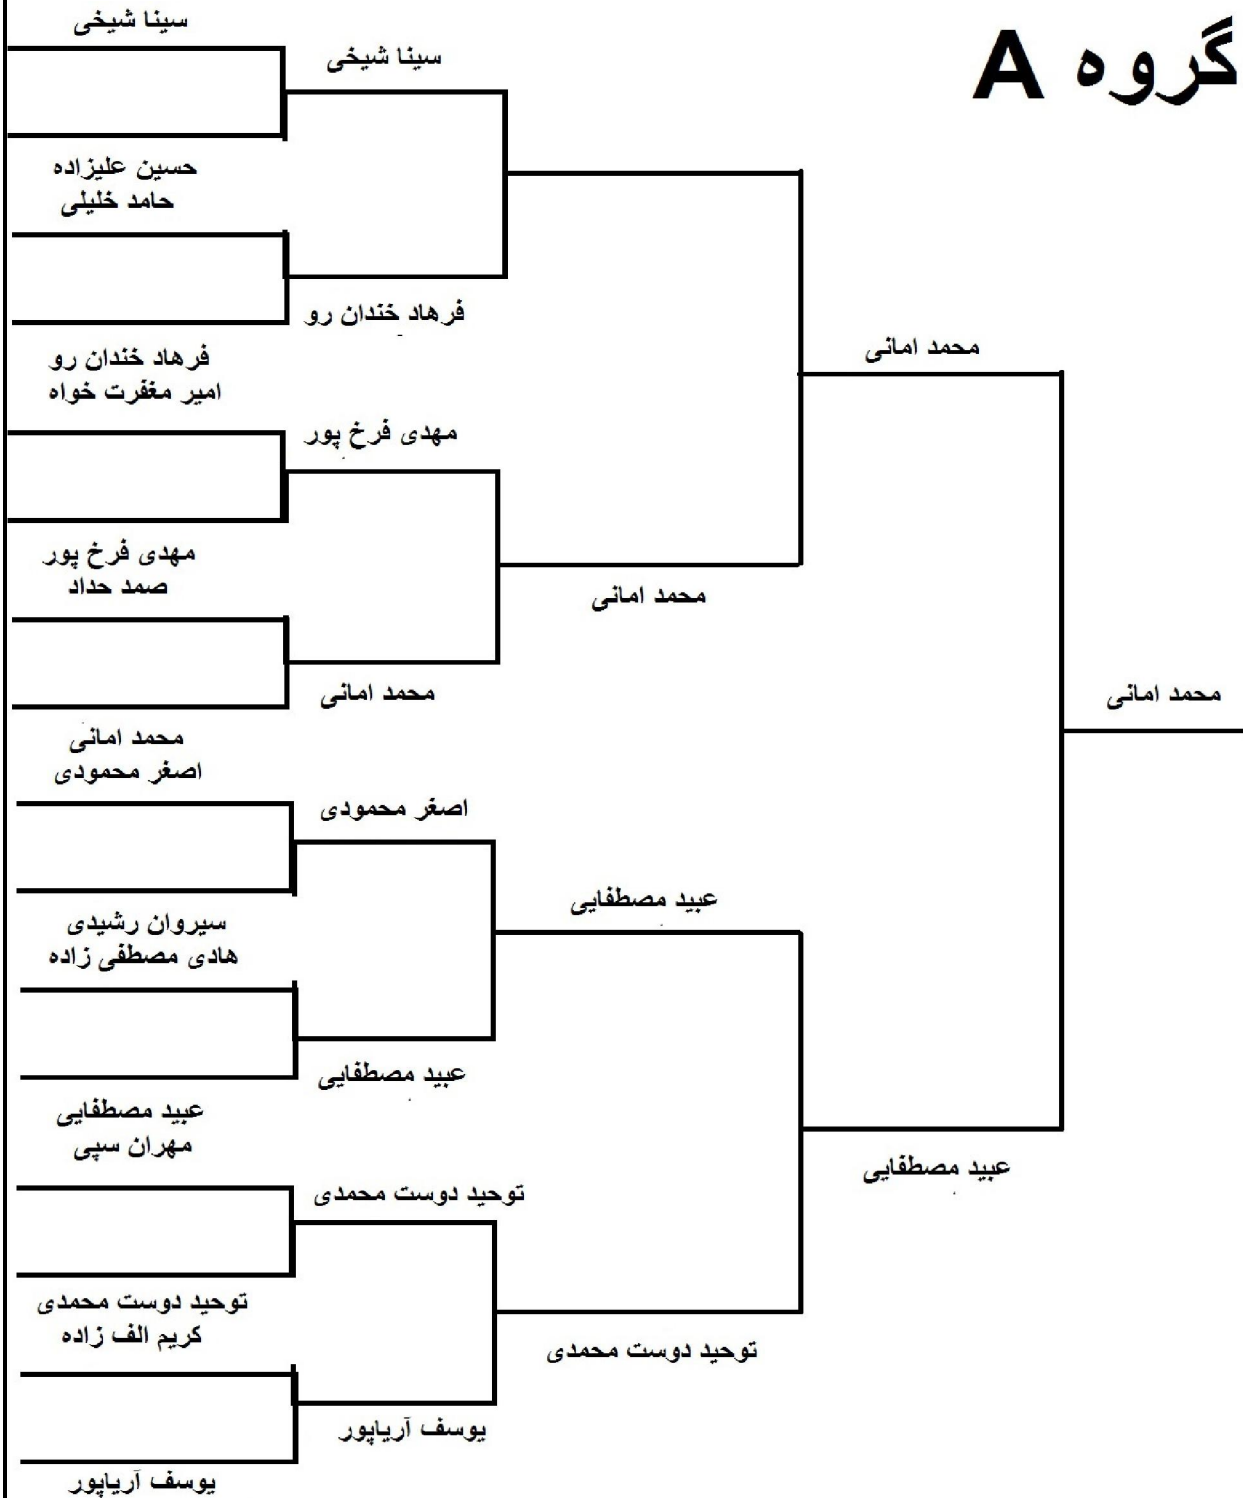 گروه A
سینا شیخی
سینا شیخی
حسین علیزاده
حامد خلیلی
فرهاد خندان رو
محمد امانی
فرهاد خندان رو
امیر مغفرت خواه
مهدی فرخ پور
مهدی فرخ پور
صمد حداد
محمد امانی
محمد امانی
محمد امانی
محمد امانی
اصغر محمودی
اصغر محمودی
عبید مصطفایی
سیروان رشیدی
هادی مصطفی زاده
عبید مصطفایی
عبید مصطفایی
مهران سپی
عبید مصطفایی
توحید دوست محمدی
توحید دوست محمدی
کریم الف زاده
توحید دوست محمدی
یوسف آریاپور
یوسف آریاپور